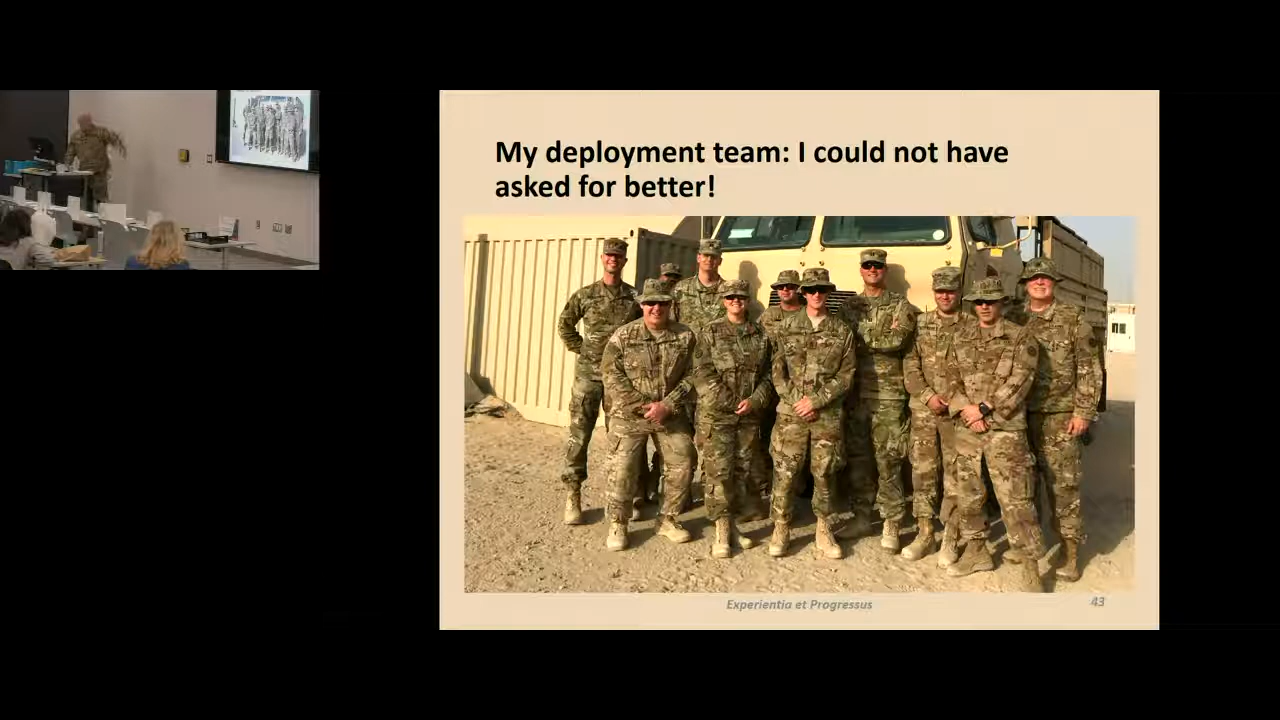 My deployment team: I could not have
asked for better!
Experientia et Progressus
43